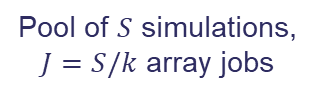 Pool of S simulations,
J = S/k array jobs